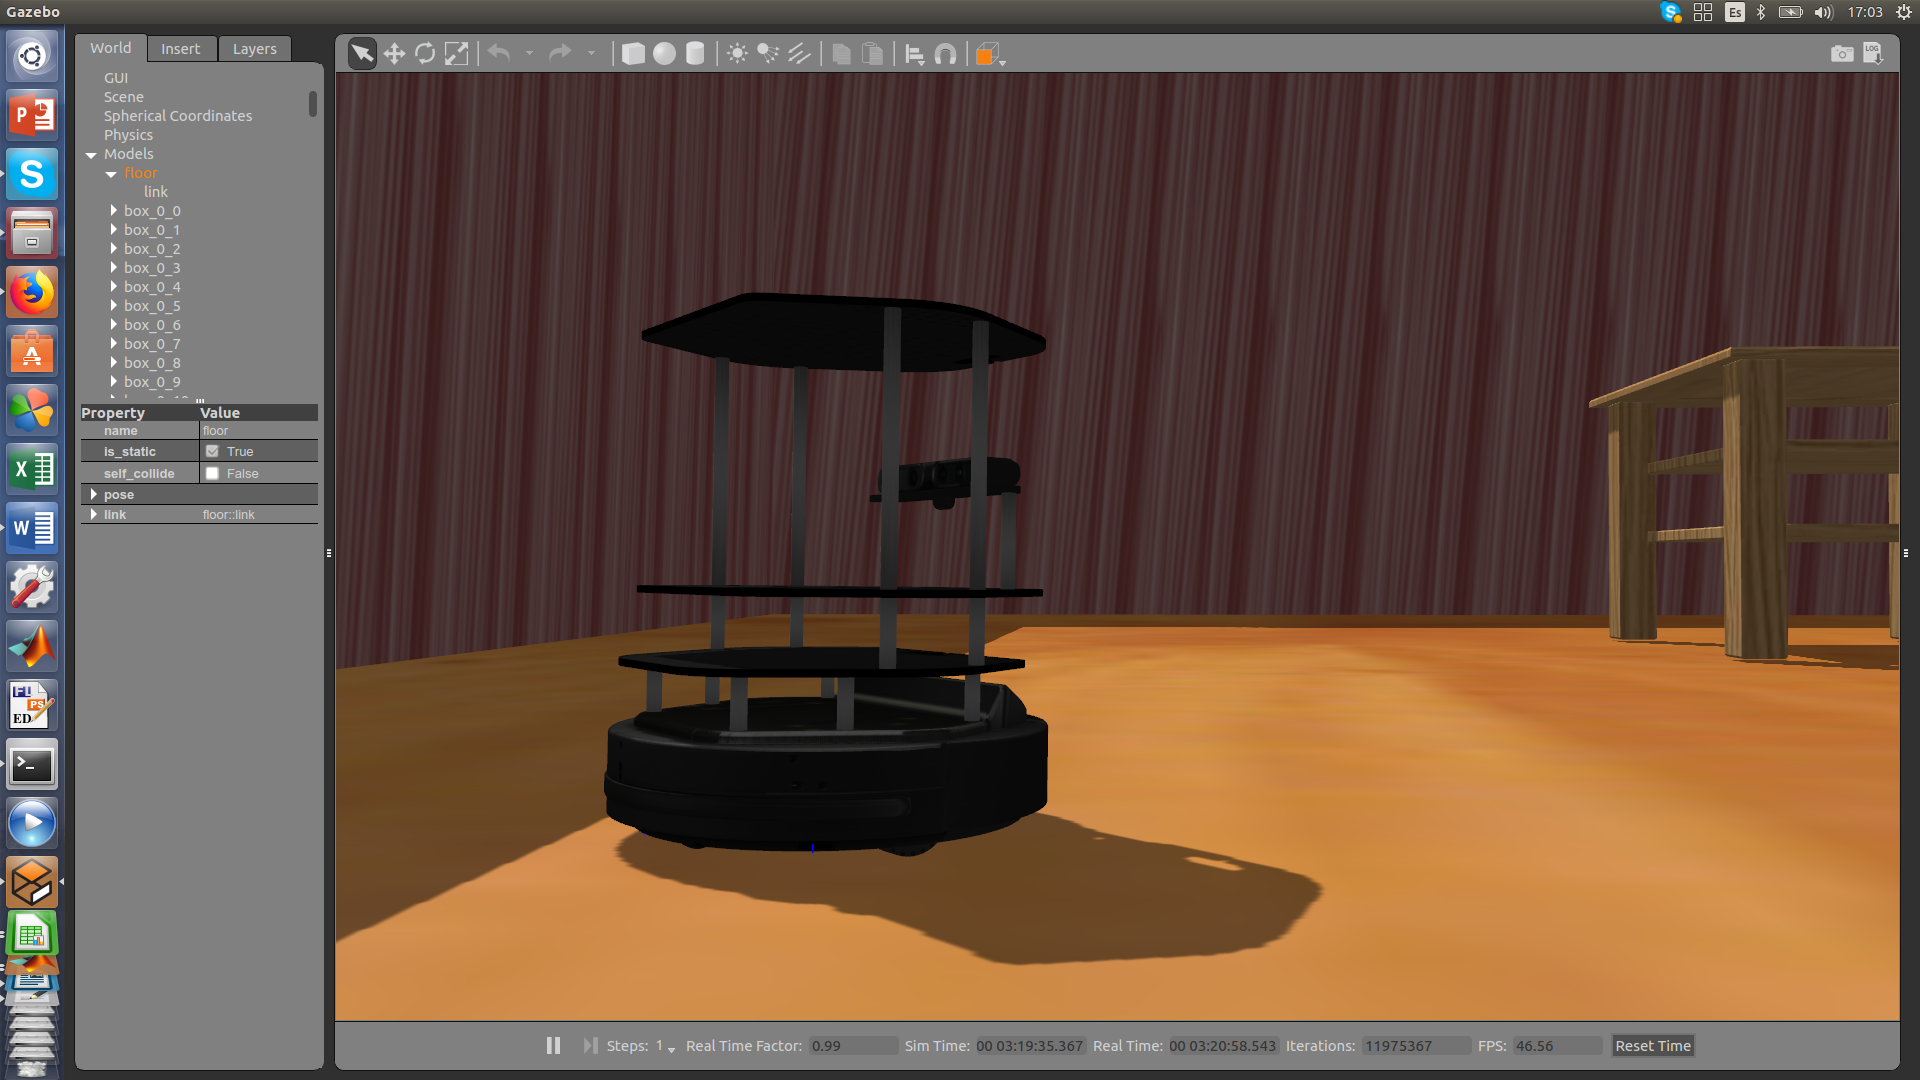 Gazebo
Es
17:03
World
Insert
Layers
GUI
Scene
Spherical Coordinates
Physics
Models
floor
link
box_0_0
box_0_1
box_0_2
box_0_3
box_0_4
box_0_5
box_0_6
box_0_7
box_0_8
box_0_9
Property Value
name floor
is_static True
self_collide False
pose
link floor::link
LOG
Steps: 1 Real Time Factor: 0.99 Sim Time: 00 03:19:35.367 Real Time: 00 03:20:58.543 Iterations: 11975367 FPS: 46.56 Reset Time